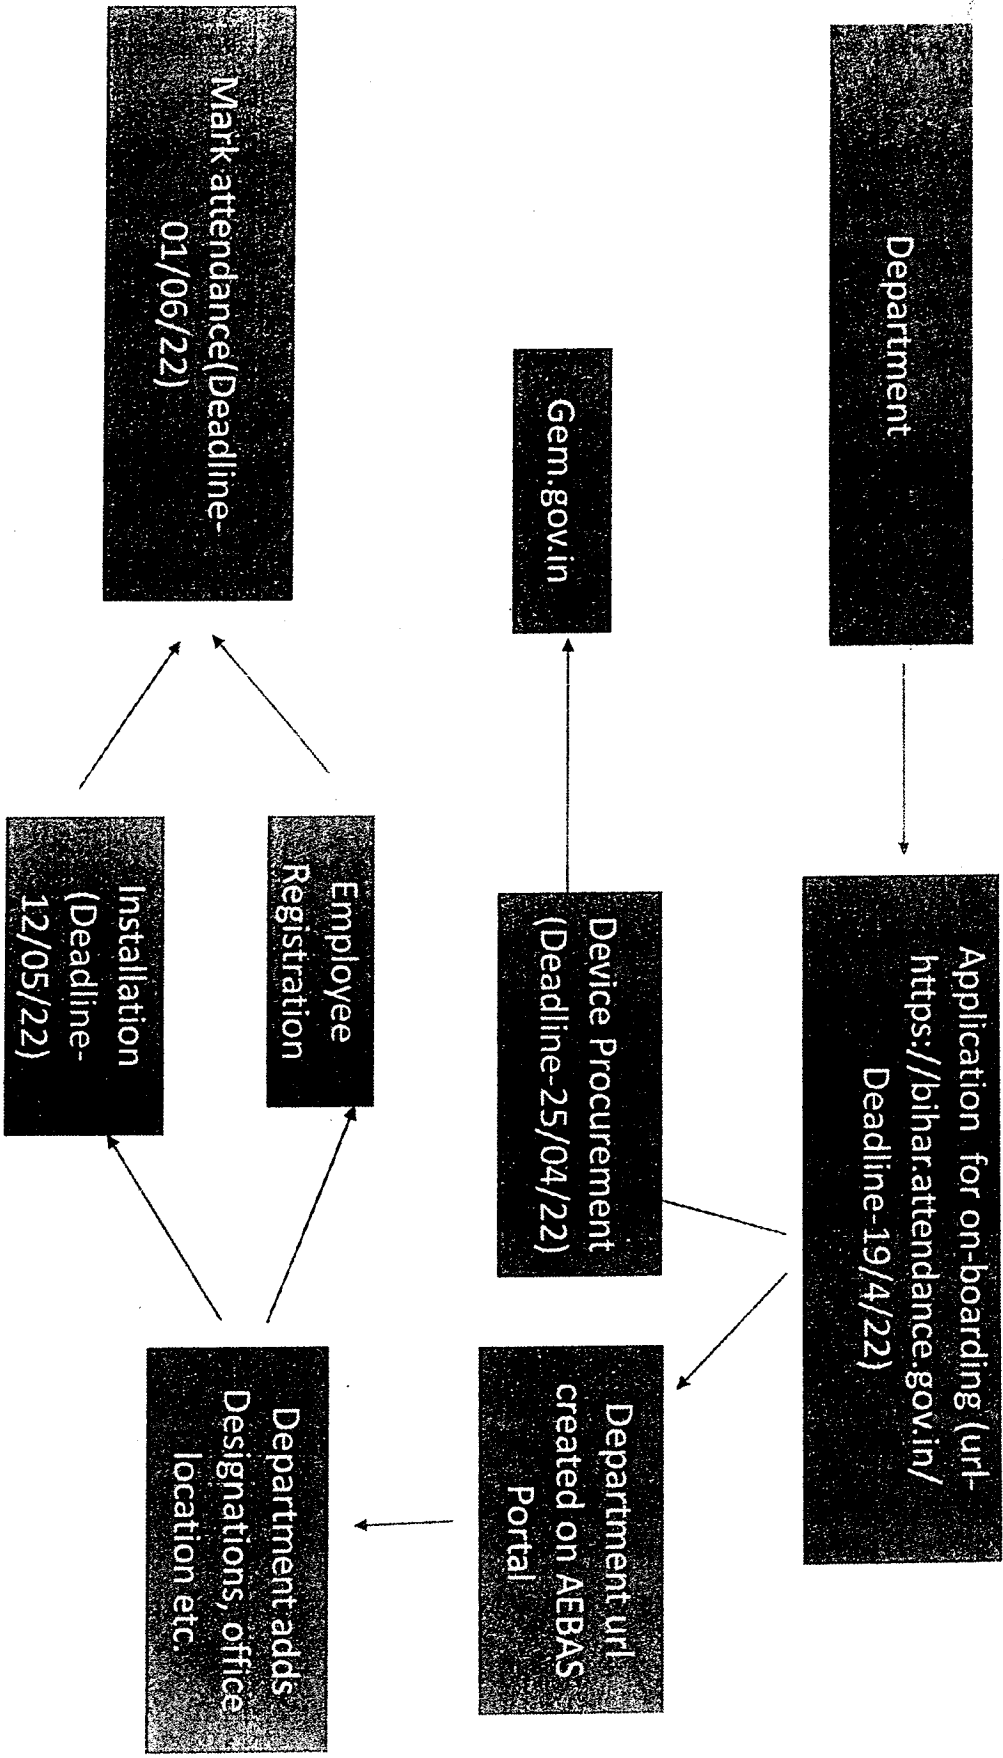 Department
Application for on-boarding (url-
https://bihar.attendance.gov.in/
Deadline-19/4/22)
Gem.gov.in
Device Procurement
(Deadline-25/04/22)
Department url
created on AEBAS
Portal
Mark attendance(Deadline-
01/06/22)
Employee
Registration
Installation
(Deadline-
12/05/22)
Department adds
Designations, office
location etc.